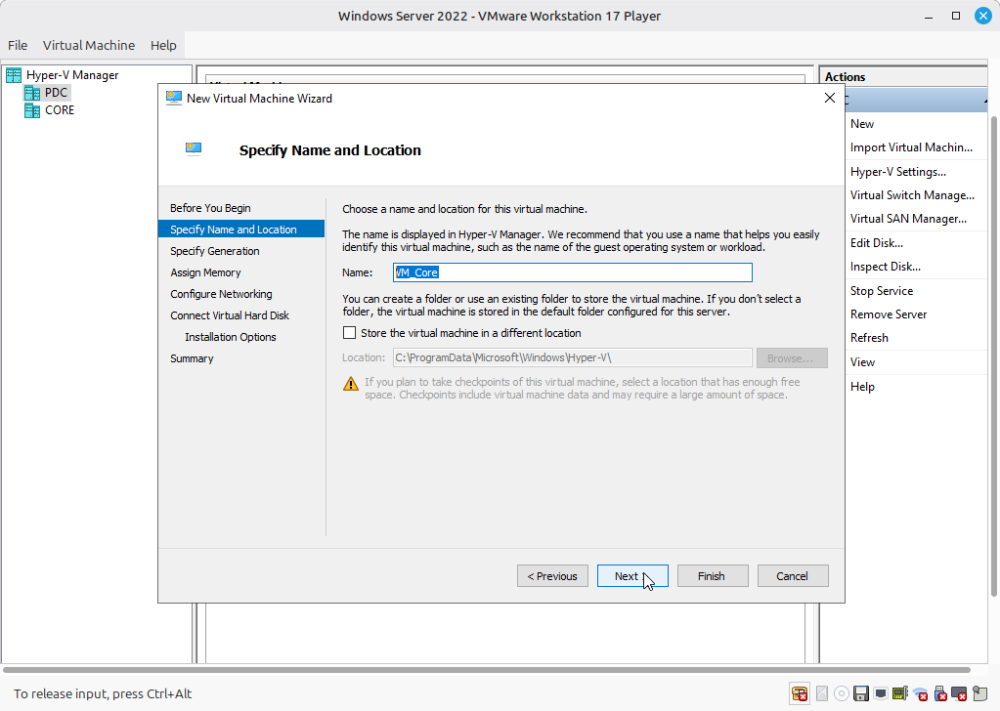 Windows Server 2022 - VMware Workstation 17 Player
File Virtual Machine Help
Hyper-V Manager
PDC
CORE
Actions
New
Import Virtual Machin...
Hyper-V Settings...
Virtual Switch Manage...
Virtual SAN Manager...
Edit Disk...
Inspect Disk...
Stop Service
Remove Server
Refresh
View
Help
New Virtual Machine Wizard
Specify Name and Location
Before You Begin
Specify Name and Location
Specify Generation
Assign Memory
Configure Networking
Connect Virtual Hard Disk
Installation Options
Summary
Choose a name and location for this virtual machine.
The name is displayed in Hyper-V Manager. We recommend that you use a name that helps you easily
identify this virtual machine, such as the name of the guest operating system or workload.
Name: VM_Core
You can create a folder or use an existing folder to store the virtual machine. If you don't select a
folder, the virtual machine is stored in the default folder configured for this server.
Store the virtual machine in a different location
Location: C:\ProgramData\Microsoft\Windows\Hyper-V\ Browse...
If you plan to take checkpoints of this virtual machine, select a location that has enough free
space. Checkpoints include virtual machine data and may require a large amount of space.
< Previous Next > Finish Cancel
To release input, press Ctrl+Alt